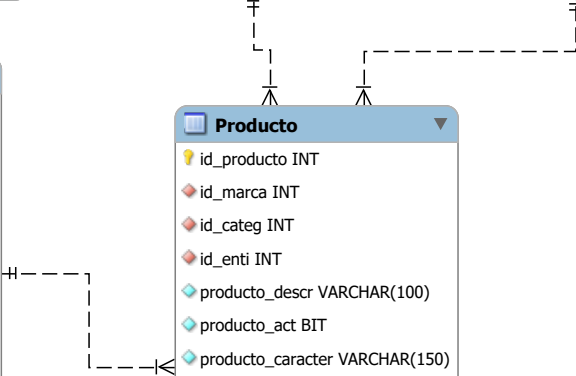 Producto
id_producto INT
id_marca INT
id_categ INT
id_enti INT
producto_descr VARCHAR(100)
producto_act BIT
producto_caracter VARCHAR(150)